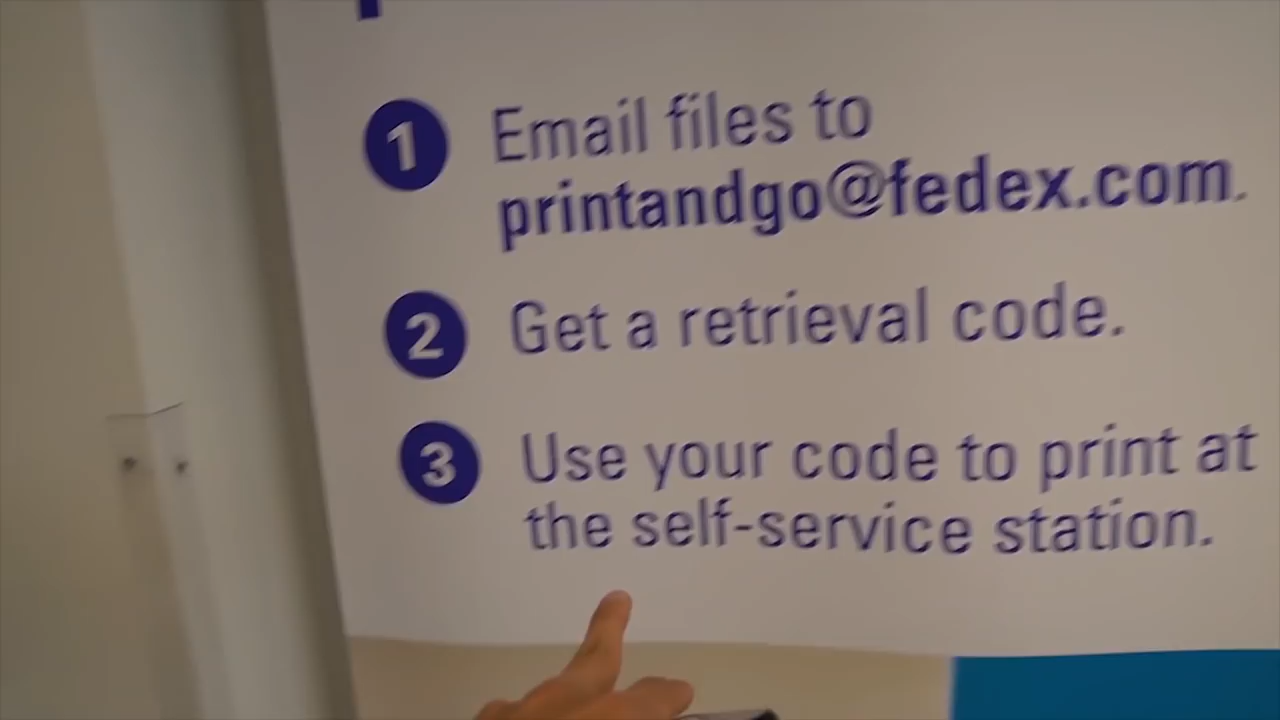 1 Email files to
printandgo@fedex.com.
2 Get a retrieval code.
3 Use your code to print at
the self-service station.